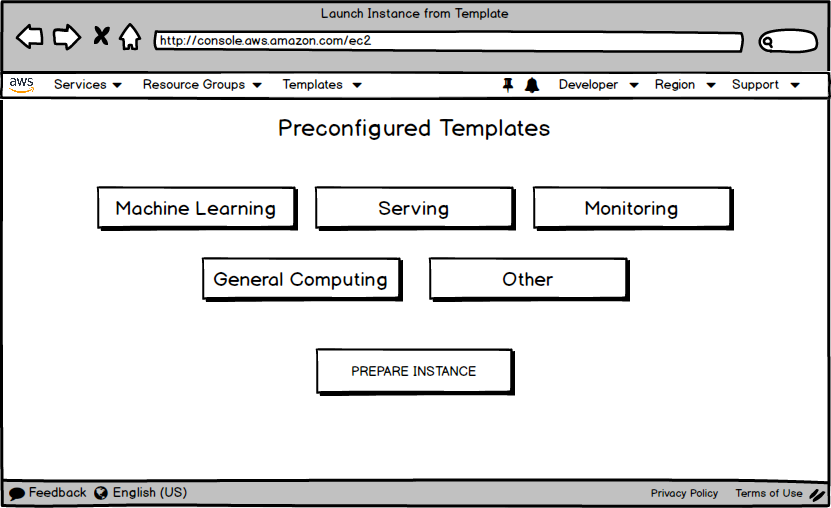 Launch Instance from Template
http://console.aws.amazon.com/ec2
aws Services Resource Groups Templates Developer Region Support
Preconfigured Templates
Machine Learning Serving Monitoring
General Computing Other
PREPARE INSTANCE
Feedback English (US) Privacy Policy Terms of Use